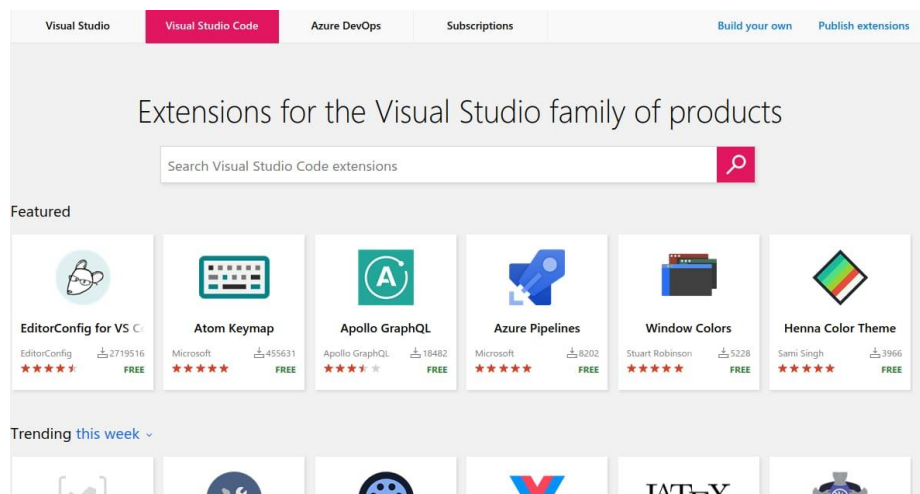 Visual Studio Visual Studio Code Azure DevOps Subscriptions Build your own Publish extensions
Extensions for the Visual Studio family of products
Search Visual Studio Code extensions
Featured
A
EditorConfig for VS Atom Keymap Apollo GraphQL Azure Pipelines Window Colors Henna Color Theme
EditorConfig 2719516 Microsoft 455631 Apollo GraphQL 18482 Microsoft 8202 Stuart Robinson 5228 Sami Singh 3966
FREE FREE FREE FREE FREE FREE
Trending this week
LATEX